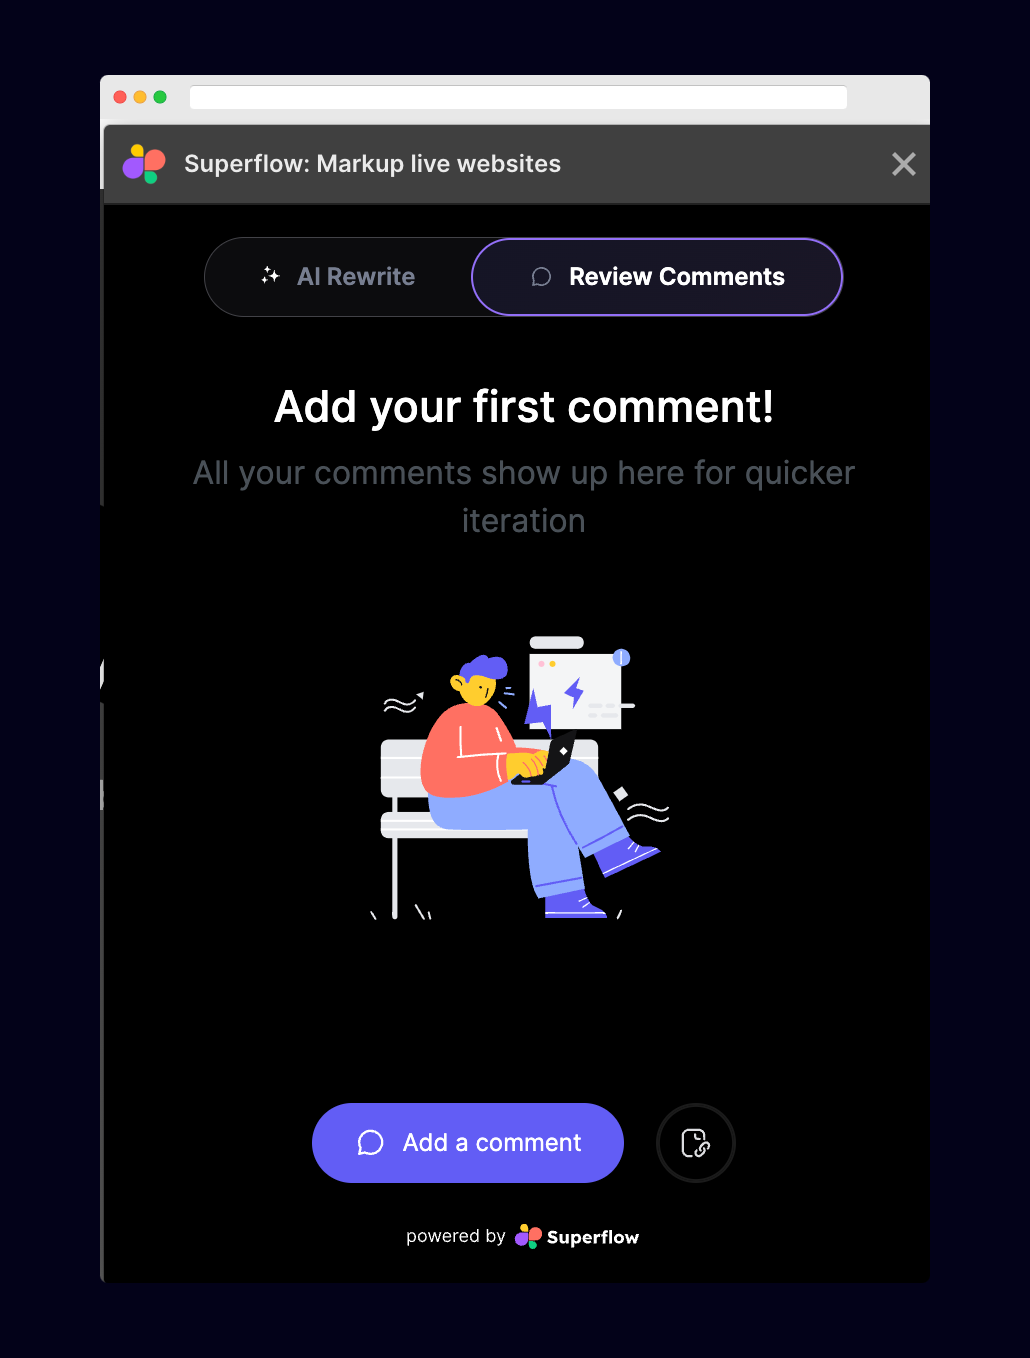 Superflow: Markup live websites
AI Rewrite
Review Comments
Add your first comment!
All your comments show up here for quicker
iteration
Add a comment
powered by Superflow